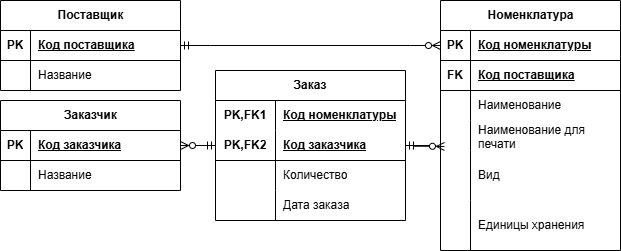 Поставщик
PK Код поставщика
Название
Заказчик
PK Код заказчика
Название
Заказ
PK,FK1 Код номенклатуры
PK,FK2 Код заказчика
Количество
Дата заказа
Номенклатура
PK Код номенклатуры
FK Код поставщика
Наименование
Наименование для
печати
Вид
Единицы хранения